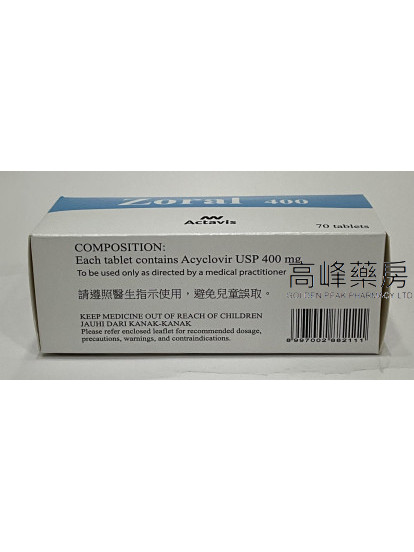 Zoral 400
Actavis
70 tablets
COMPOSITION:
Each tablet contains Acyclovir USP 400 mg.
To be used only as directed by a medical practitioner
請遵照醫生指示使用，避免兒童誤取。
KEEP MEDICINE OUT OF REACH OF CHILDREN
JAUHI DARI KANAK-KANAK
Please refer enclosed leaflet for recommended dosage,
precautions, warnings, and contraindications.
8997002682111
高峰藥房
GOLDEN PEAK PHARMACY LTD